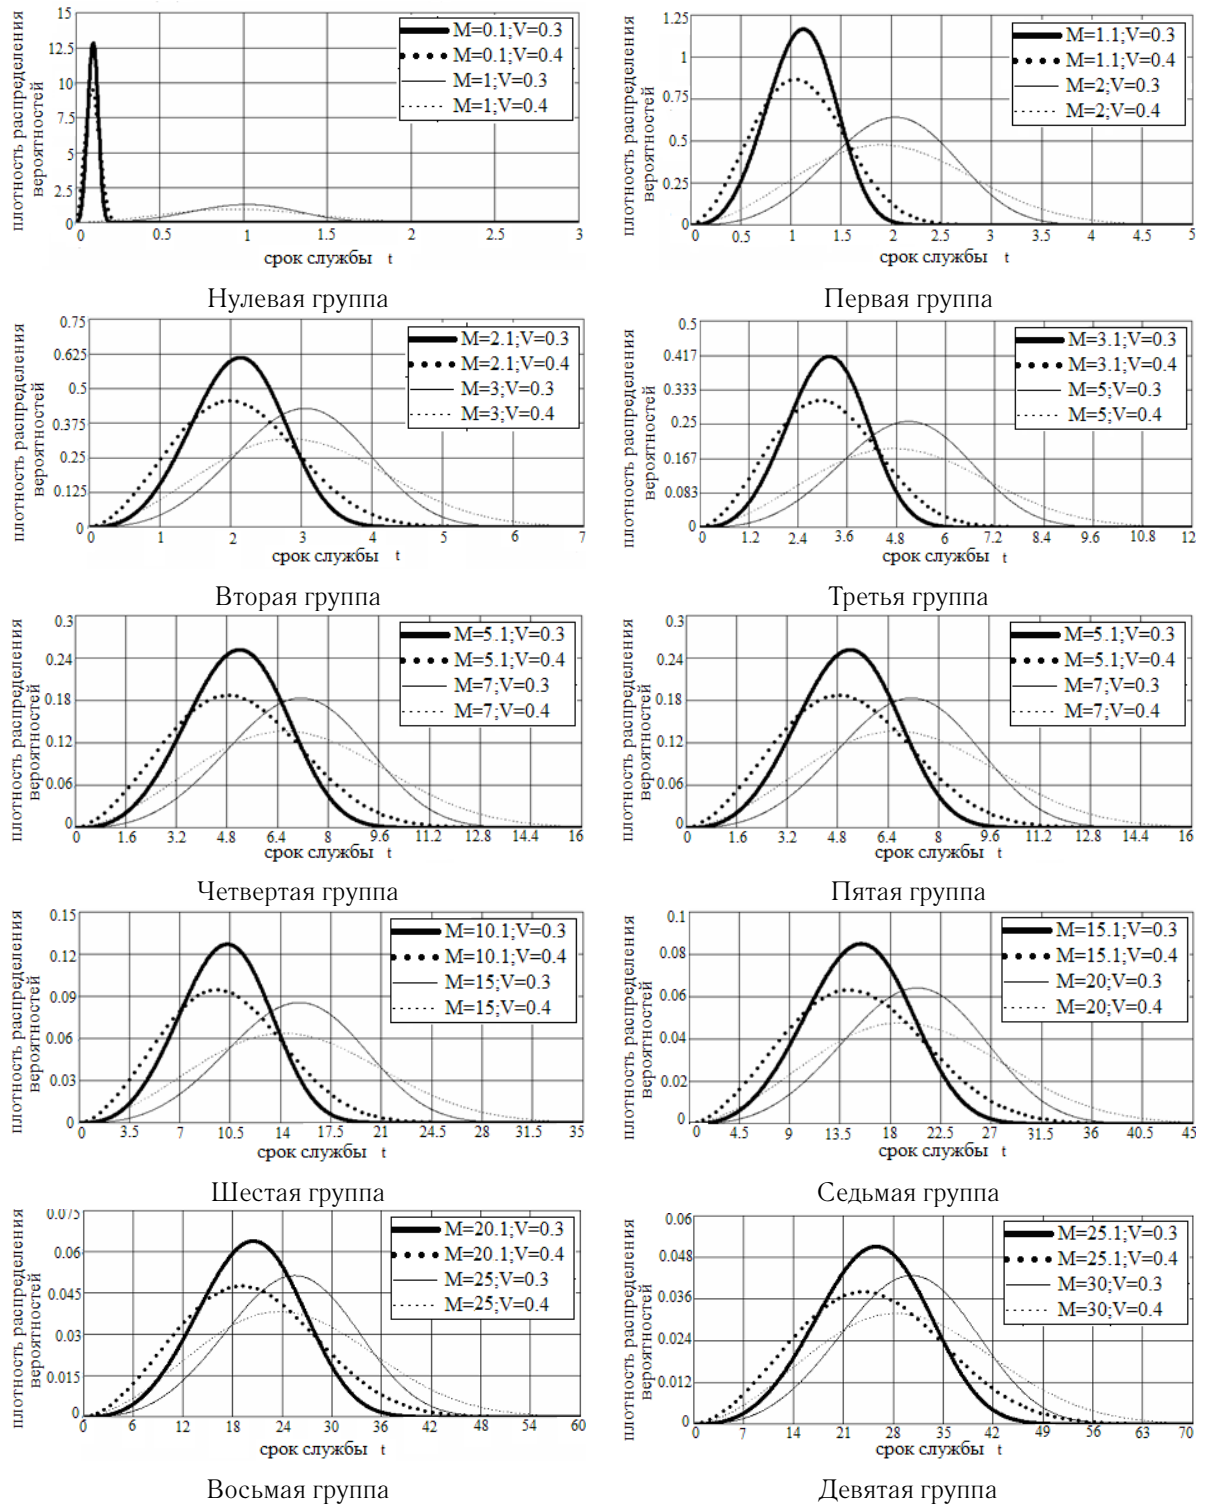 плотность распределения
вероятностей
15
12.5
10
7.5
5
2.5
0
M=0.1;V=0.3
M=0.1;V=0.4
M=1;V=0.3
M=1;V=0.4
0 0.5 1 1.5 2 2.5 3
срок службы t
Нулевая группа
плотность распределения
вероятностей
1.25
1
0.75
0.5
0.25
0
M=1.1;V=0.3
M=1.1;V=0.4
M=2;V=0.3
M=2;V=0.4
0 0.5 1 1.5 2 2.5 3 3.5 4 4.5 5
срок службы t
Первая группа
плотность распределения
вероятностей
0.75
0.625
0.5
0.375
0.25
0.125
0
M=2.1;V=0.3
M=2.1;V=0.4
M=3;V=0.3
M=3;V=0.4
0 1 2 3 4 5 6 7
срок службы t
Вторая группа
плотность распределения
вероятностей
0.5
0.417
0.333
0.25
0.167
0.083
0
M=3.1;V=0.3
M=3.1;V=0.4
M=5;V=0.3
M=5;V=0.4
0 1.2 2.4 3.6 4.8 6 7.2 8.4 9.6 10.8 12
срок службы t
Третья группа
плотность распределения
вероятностей
0.3
0.24
0.18
0.12
0.06
0
M=5.1;V=0.3
M=5.1;V=0.4
M=7;V=0.3
M=7;V=0.4
0 1.6 3.2 4.8 6.4 8 9.6 11.2 12.8 14.4 16
срок службы t
Четвертая группа
плотность распределения
вероятностей
0.3
0.24
0.18
0.12
0.06
0
M=5.1;V=0.3
M=5.1;V=0.4
M=7;V=0.3
M=7;V=0.4
0 1.6 3.2 4.8 6.4 8 9.6 11.2 12.8 14.4 16
срок службы t
Пятая группа
плотность распределения
вероятностей
0.15
0.12
0.09
0.06
0.03
0
M=10.1;V=0.3
M=10.1;V=0.4
M=15;V=0.3
M=15;V=0.4
0 3.5 7 10.5 14 17.5 21 24.5 28 31.5 35
срок службы t
Шестая группа
плотность распределения
вероятностей
0.1
0.08
0.06
0.04
0.02
0
M=15.1;V=0.3
M=15.1;V=0.4
M=20;V=0.3
M=20;V=0.4
0 4.5 9 13.5 18 22.5 27 31.5 36 40.5 45
срок службы t
Седьмая группа
плотность распределения
вероятностей
0.075
0.06
0.045
0.03
0.015
0
M=20.1;V=0.3
M=20.1;V=0.4
M=25;V=0.3
M=25;V=0.4
0 6 12 18 24 30 36 42 48 54 60
срок службы t
Восьмая группа
плотность распределения
вероятностей
0.06
0.048
0.036
0.024
0.012
0
M=25.1;V=0.3
M=25.1;V=0.4
M=30;V=0.3
M=30;V=0.4
0 7 14 21 28 35 42 49 56 63 70
срок службы t
Девятая группа